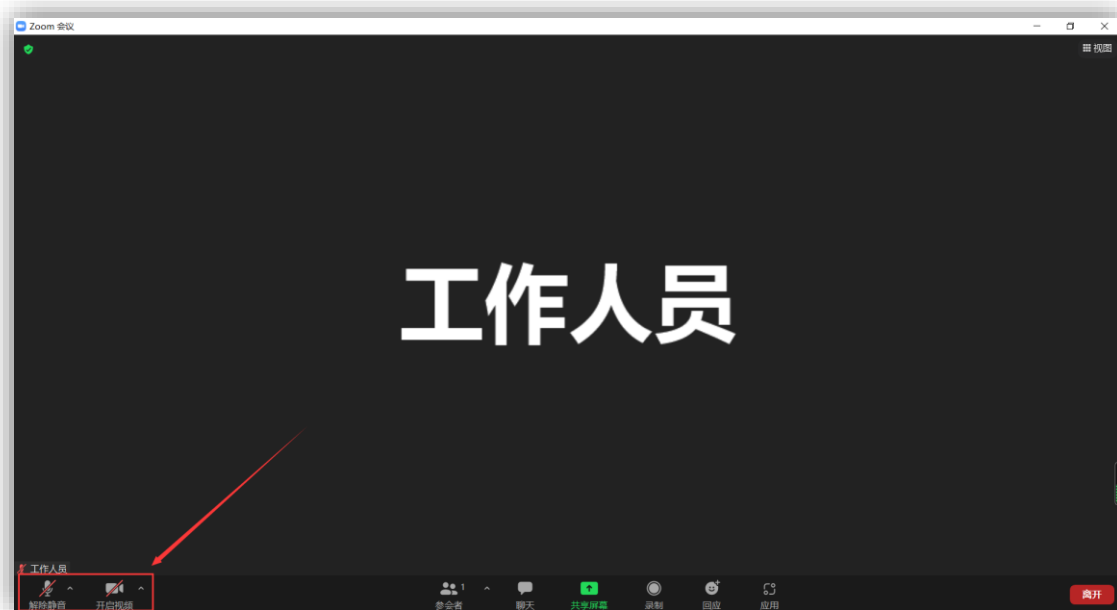 Zoom 会议
视图
工作人员
工作人员
解除静音 开启视频 参会者 1 聊天 共享屏幕 录制 回应 应用 离开